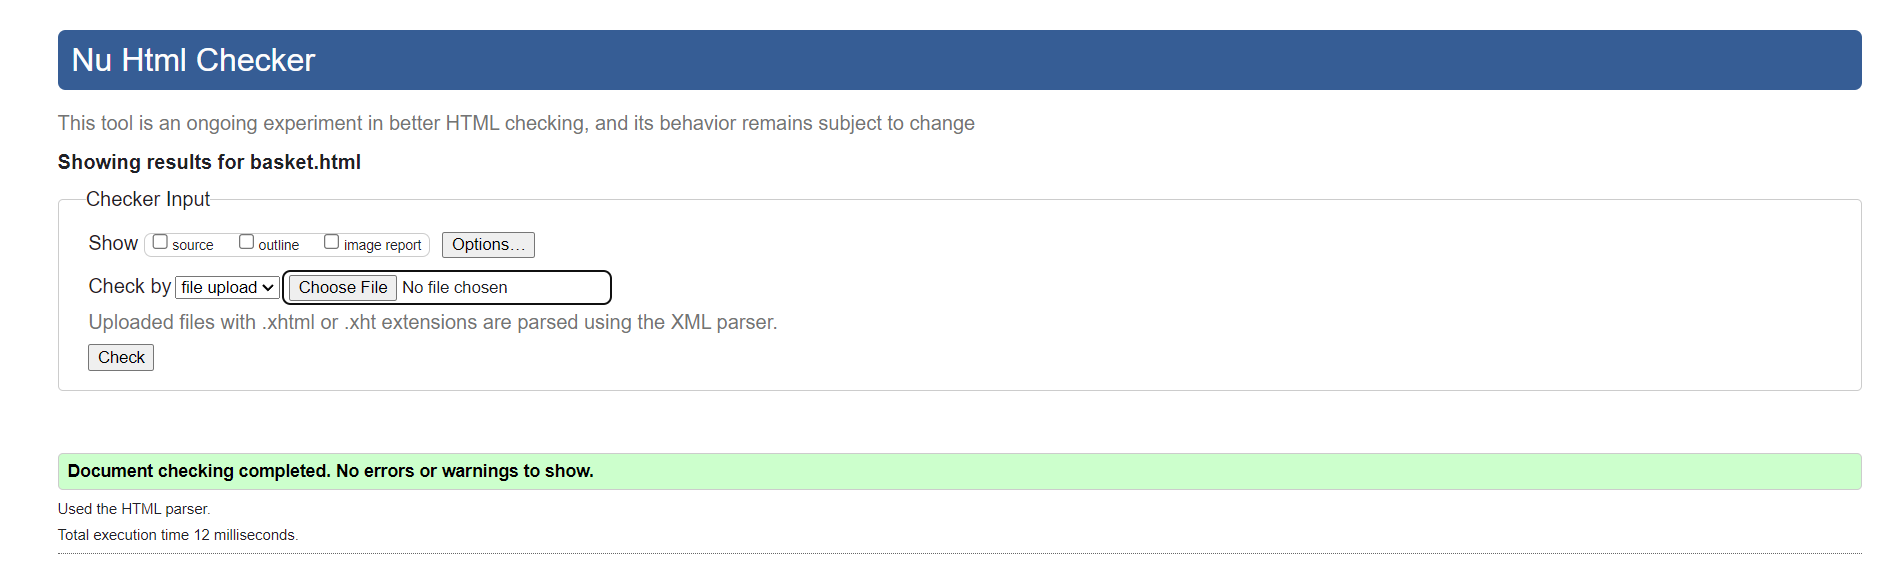 Nu Html Checker
This tool is an ongoing experiment in better HTML checking, and its behavior remains subject to change
Showing results for basket.html
Checker Input
Show source outline image report Options...
Check by file upload Choose File No file chosen
Uploaded files with .xhtml or .xht extensions are parsed using the XML parser.
Check
Document checking completed. No errors or warnings to show.
Used the HTML parser.
Total execution time 12 milliseconds.